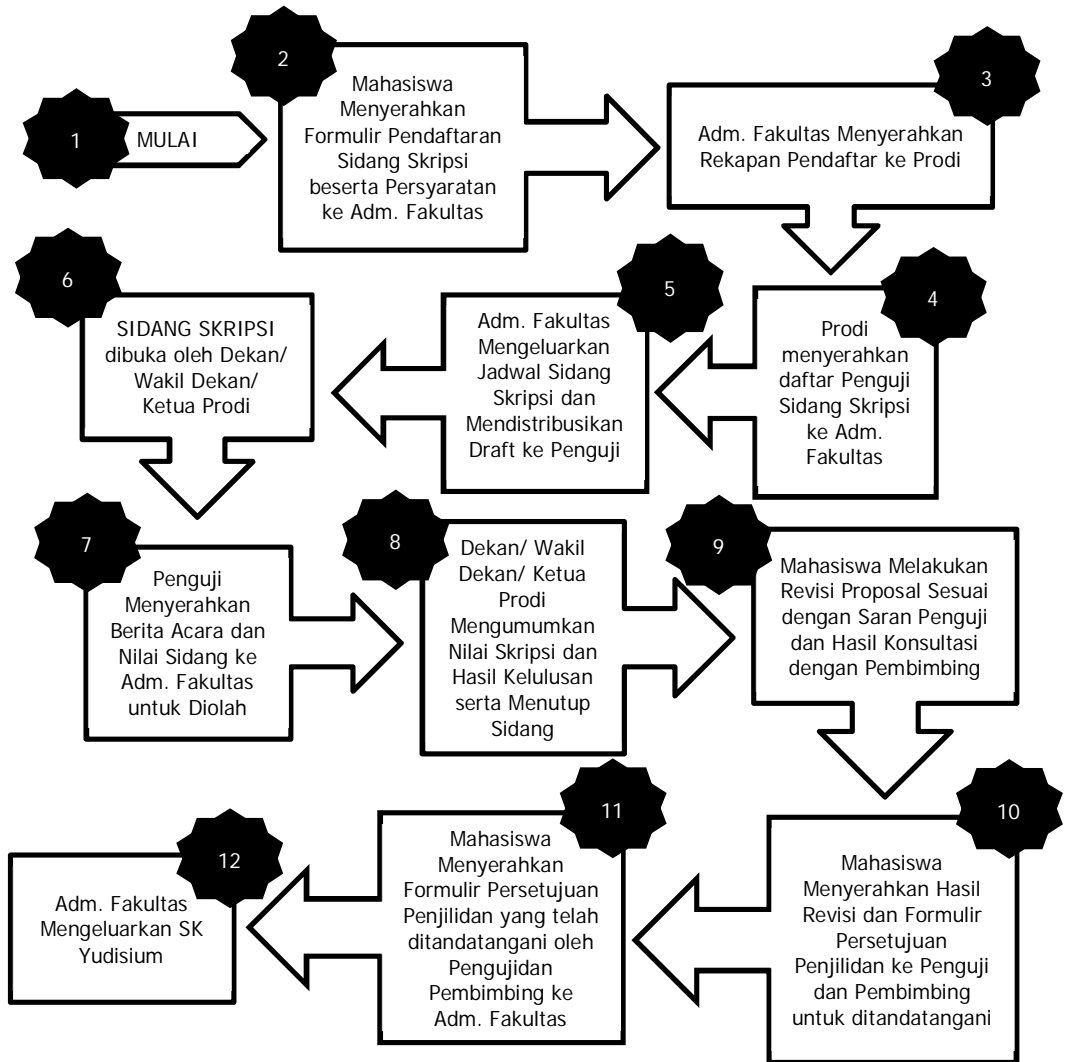 1
MULAI
2
Mahasiswa
Menyerahkan
Formulir Pendaftaran
Sidang Skripsi
beserta Persyaratan
ke Adm. Fakultas
3
Adm. Fakultas Menyerahkan
Rekapan Pendaftar ke Prodi
4
Prodi
menyerahkan
daftar Penguji
Sidang Skripsi
ke Adm.
Fakultas
5
Adm. Fakultas
Mengeluarkan
Jadwal Sidang
Skripsi dan
Mendistribusikan
Draft ke Penguji
6
SIDANG SKRIPSI
dibuka oleh Dekan/
Wakil Dekan/
Ketua Prodi
7
Penguji
Menyerahkan
Berita Acara dan
Nilai Sidang ke
Adm. Fakultas
untuk Diolah
8
Dekan/ Wakil
Dekan/ Ketua
Prodi
Mengumumkan
Nilai Skripsi dan
Hasil Kelulusan
serta Menutup
Sidang
9
Mahasiswa Melakukan
Revisi Proposal Sesuai
dengan Saran Penguji
dan Hasil Konsultasi
dengan Pembimbing
10
Mahasiswa
Menyerahkan Hasil
Revisi dan Formulir
Persetujuan
Penjilidan ke Penguji
dan Pembimbing
untuk ditandatangani
11
Mahasiswa
Menyerahkan
Formulir Persetujuan
Penjilidan yang telah
ditandatangani oleh
Pengujidan
Pembimbing ke
Adm. Fakultas
12
Adm. Fakultas
Mengeluarkan SK
Yudisium